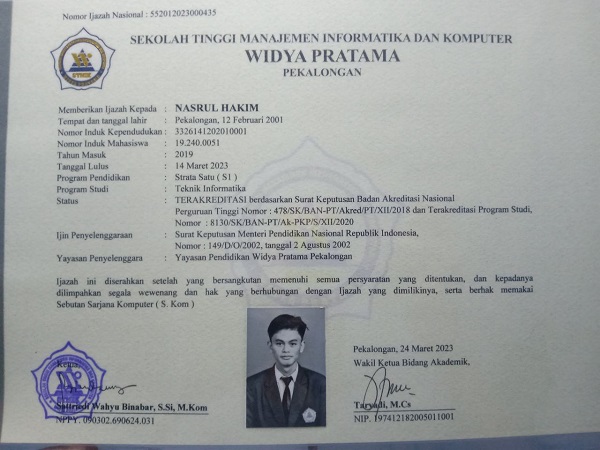 Nomor Ijazah Nasional : 552012023000435
SEKOLAH TINGGI MANAJEMEN INFORMATIKA DAN KOMPUTER
WIDYA PRATAMA
PEKALONGAN
STMIK
Memberikan Ijazah Kepada : NASRUL HAKIM
Tempat dan tanggal lahir : Pekalongan, 12 Februari 2001
Nomor Induk Kependudukan : 3326141202010001
Nomor Induk Mahasiswa : 19.240.0051
Tahun Masuk : 2019
Tanggal Lulus : 14 Maret 2023
Program Pendidikan : Strata Satu ( S1 )
Program Studi : Teknik Informatika
Status : TERAKREDITASI berdasarkan Surat Keputusan Badan Akreditasi Nasional
Perguruan Tinggi Nomor : 478/SK/BAN-PT/Akred/PT/XII/2018 dan Terakreditasi Program Studi,
Nomor : 8130/SK/BAN-PT/Ak-PKP/S/XII/2020
Ijin Penyelenggaraan : Surat Keputusan Menteri Pendidikan Nasional Republik Indonesia,
Nomor : 149/D/O/2002, tanggal 2 Agustus 2002
Yayasan Penyelenggara : Yayasan Pendidikan Widya Pratama Pekalongan
Ijazah ini diserahkan setelah yang bersangkutan memenuhi semua persyaratan yang ditentukan, dan kepadanya
dilimpahkan segala wewenang dan hak yang berhubungan dengan Ijazah yang dimilikinya, serta berhak memakai
Sebutan Sarjana Komputer ( S. Kom )
Pekalongan, 24 Maret 2023
Ketua,
Wakil Ketua Bidang Akademik,
Wahyu Binabar, S.Si, M.Kom
Taryadi, M.Cs
NPPY. 090302.690624.031
NIP. 197412182005011001